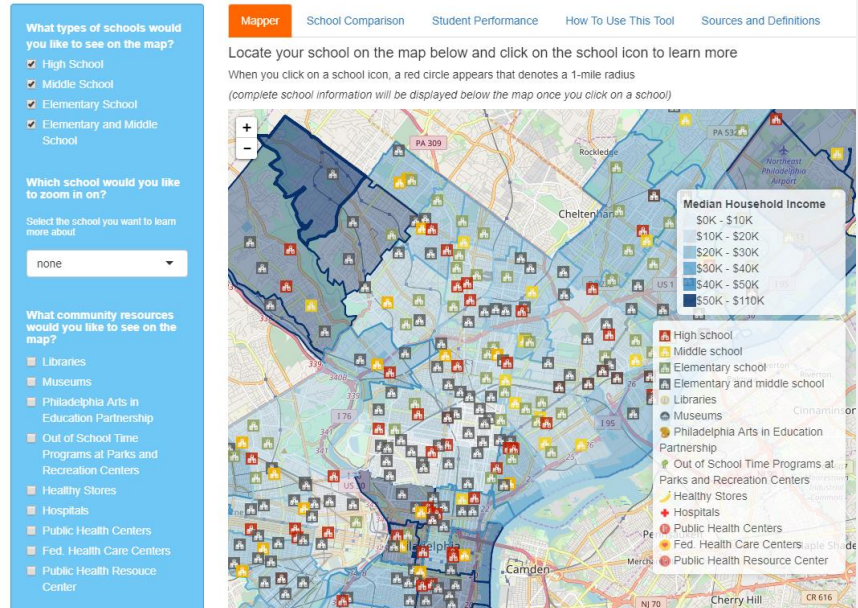 What types of schools would
you like to see on the map?
High School
Middle School
Elementary School
Elementary and Middle
School
Which school would you like
to zoom in on?
Select the school you want to learn
more about
none
What community resources
would you like to see on the
map?
Libraries
Museums
Philadelphia Arts in
Education Partnership
Out of School Time
Programs at Parks and
Recreation Centers
Healthy Stores
Hospitals
Public Health Centers
Fed. Health Care Centers
Public Health Resouce
Center
Mapper
School Comparison
Student Performance
How To Use This Tool
Sources and Definitions
Locate your school on the map below and click on the school icon to learn more
When you click on a school icon, a red circle appears that denotes a 1-mile radius
(complete school information will be displayed below the map once you click on a school)
+
-
PA 309
PA 532
Rockledge
Northeast
Philadelphia
Airport
Cheltenham
US 1
Median Household Income
$0K - $10K
$10K - $20K
$20K - $30K
$30K - $40K
$40K - $50K
$50K - $110K
High school
Middle school
Elementary school
Elementary and middle school
Libraries
Museums
Philadelphia Arts in Education
Partnership
Out of School Time Programs at
Parks and Recreation Centers
Healthy Stores
Hospitals
Public Health Centers
Fed. Health Care Centers
Public Health Resource Center
Riverton
Cinnaminson
339
340B
I 76
341
I 95
Camden
Cherry Hill
NJ 70
CR 616